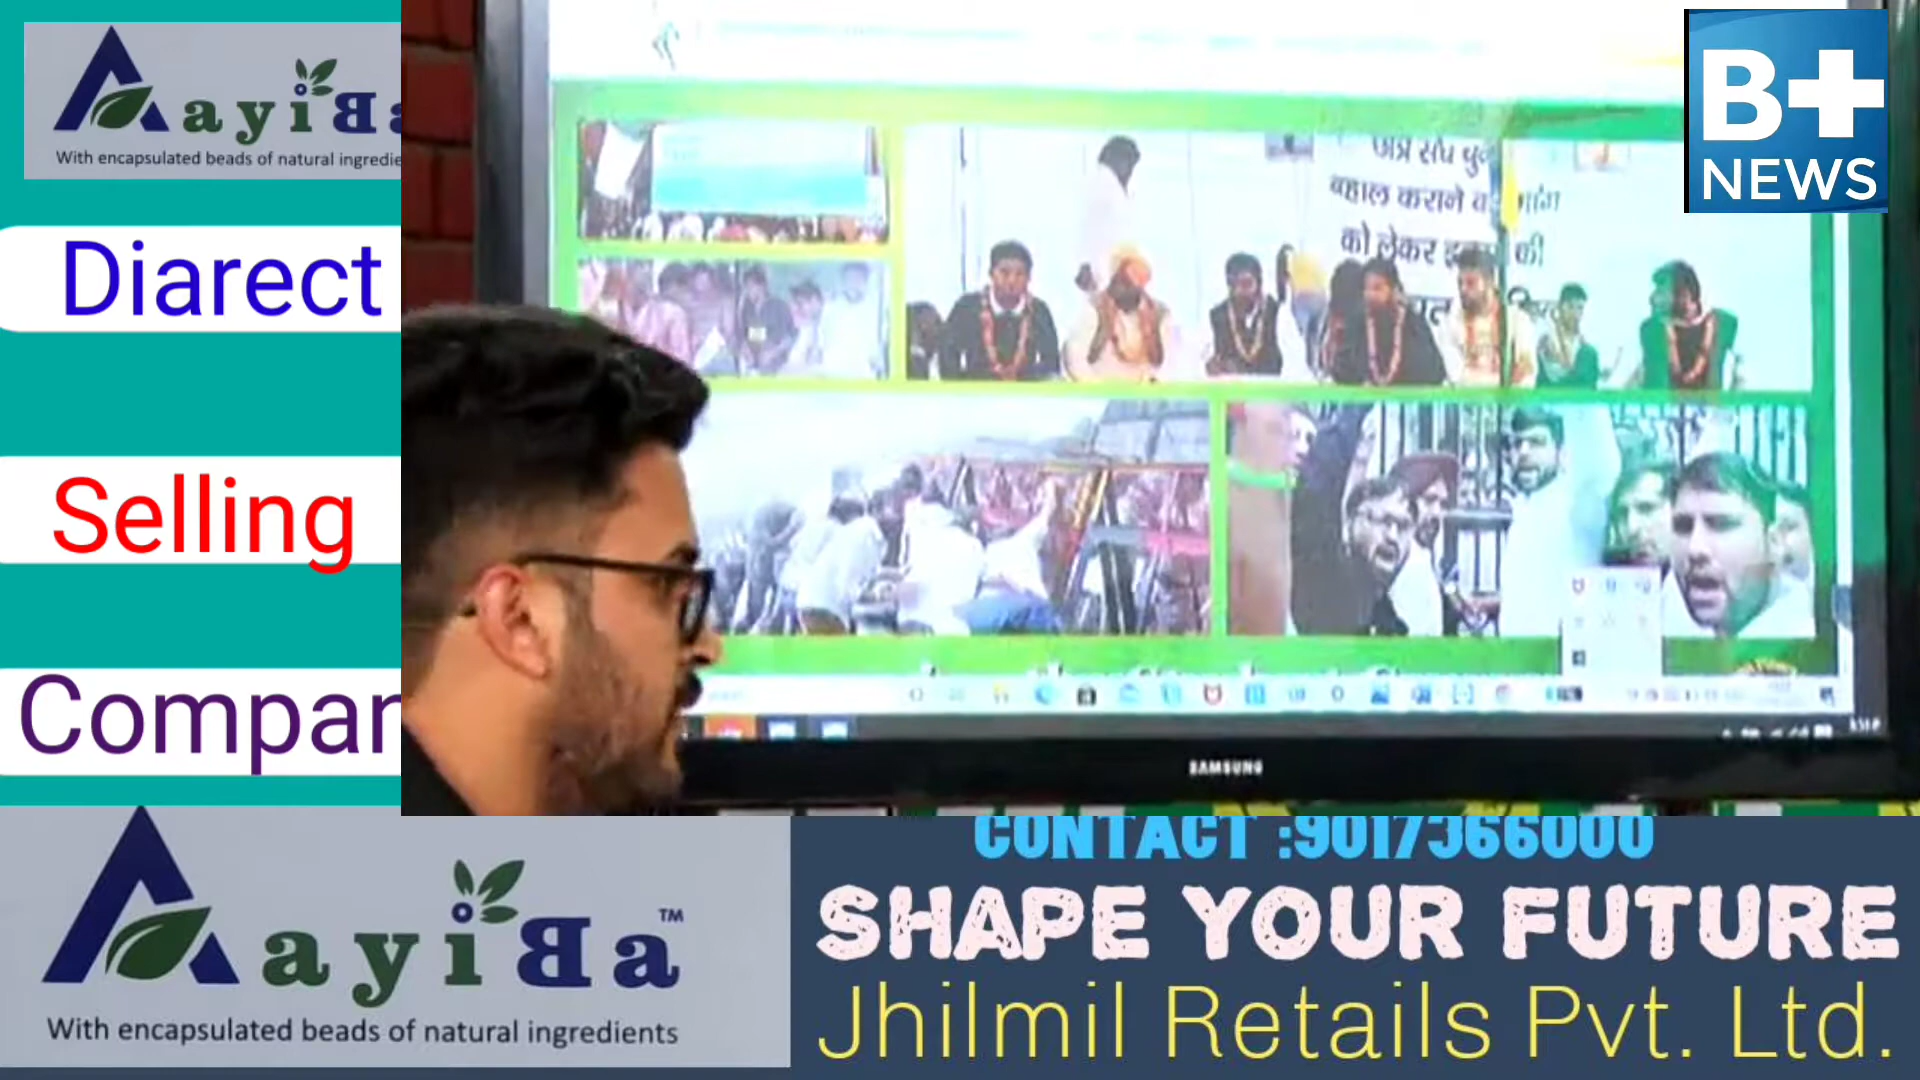 AayiBa
With encapsulated beads of natural ingredie
Diarect
Selling
Compan
B+
NEWS
छात्र संघ चु
बहाल कराने मांग
को लेकर की
SAMSUNG
CONTACT :9017366000
AayiBa™
With encapsulated beads of natural ingredients
SHAPE YOUR FUTURE
Jhilmil Retails Pvt. Ltd.